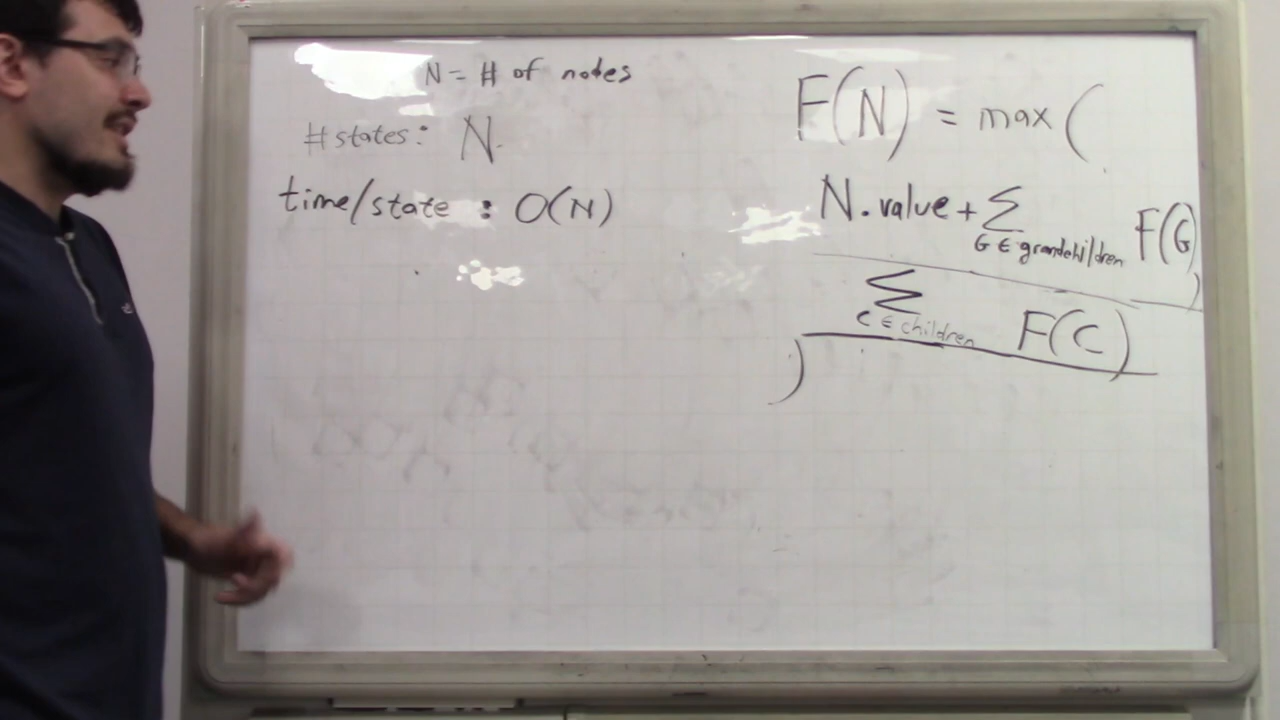 N = # of nodes
# states: N
time/state : O(N)
F(N) = max (
N.value + Σ F(G)
G ∈ grandchildren
)
Σ F(C)
C ∈ children
)